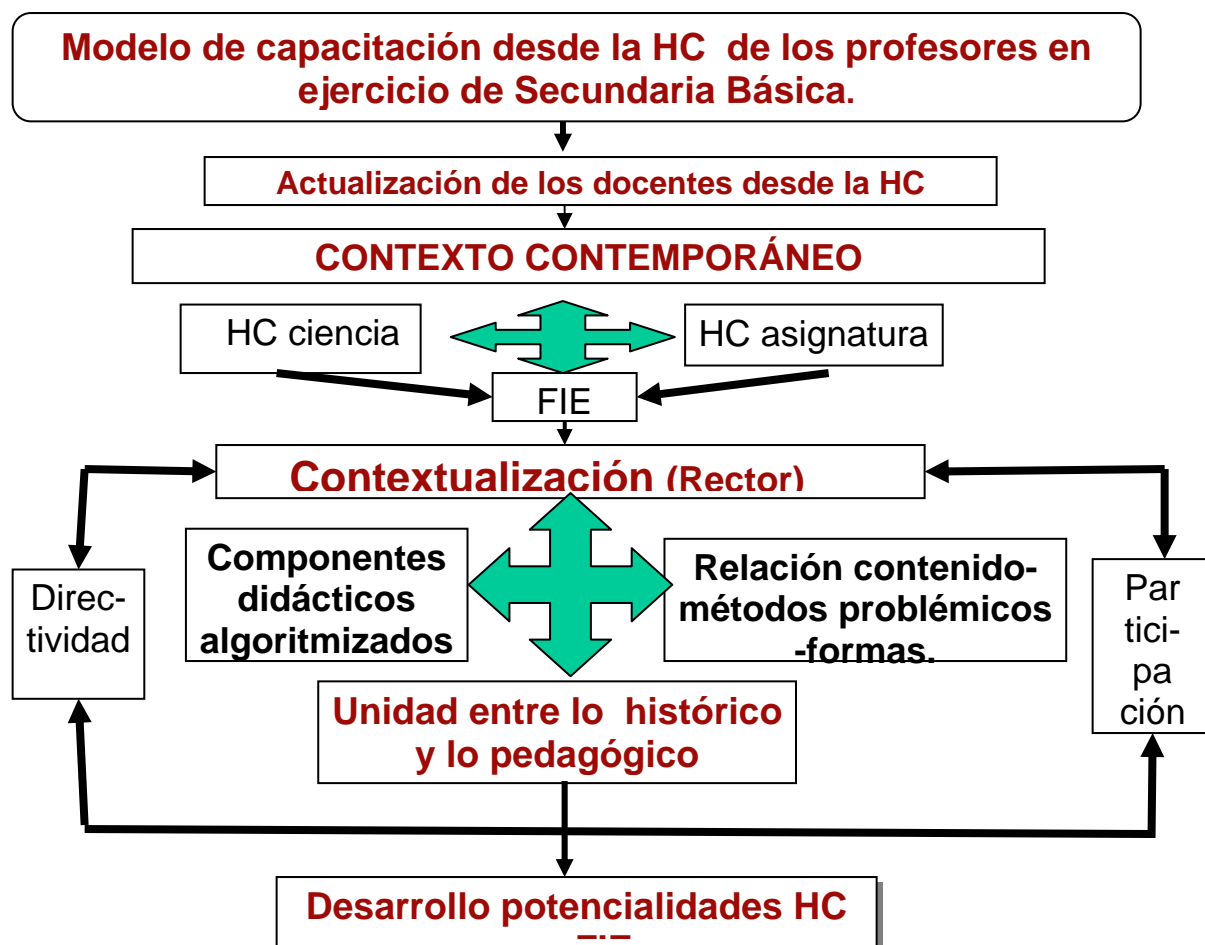 Modelo de capacitación desde la HC de los profesores en
ejercicio de Secundaria Básica.
Actualización de los docentes desde la HC
CONTEXTO CONTEMPORÁNEO
HC ciencia
HC asignatura
FIE
Contextualización (Rector)
Componentes
didácticos
algoritmizados
Relación contenido-
métodos problémicos
-formas.
Direc-
tividad
Par
tici-
pa
ción
Unidad entre lo histórico
y lo pedagógico
Desarrollo potencialidades HC